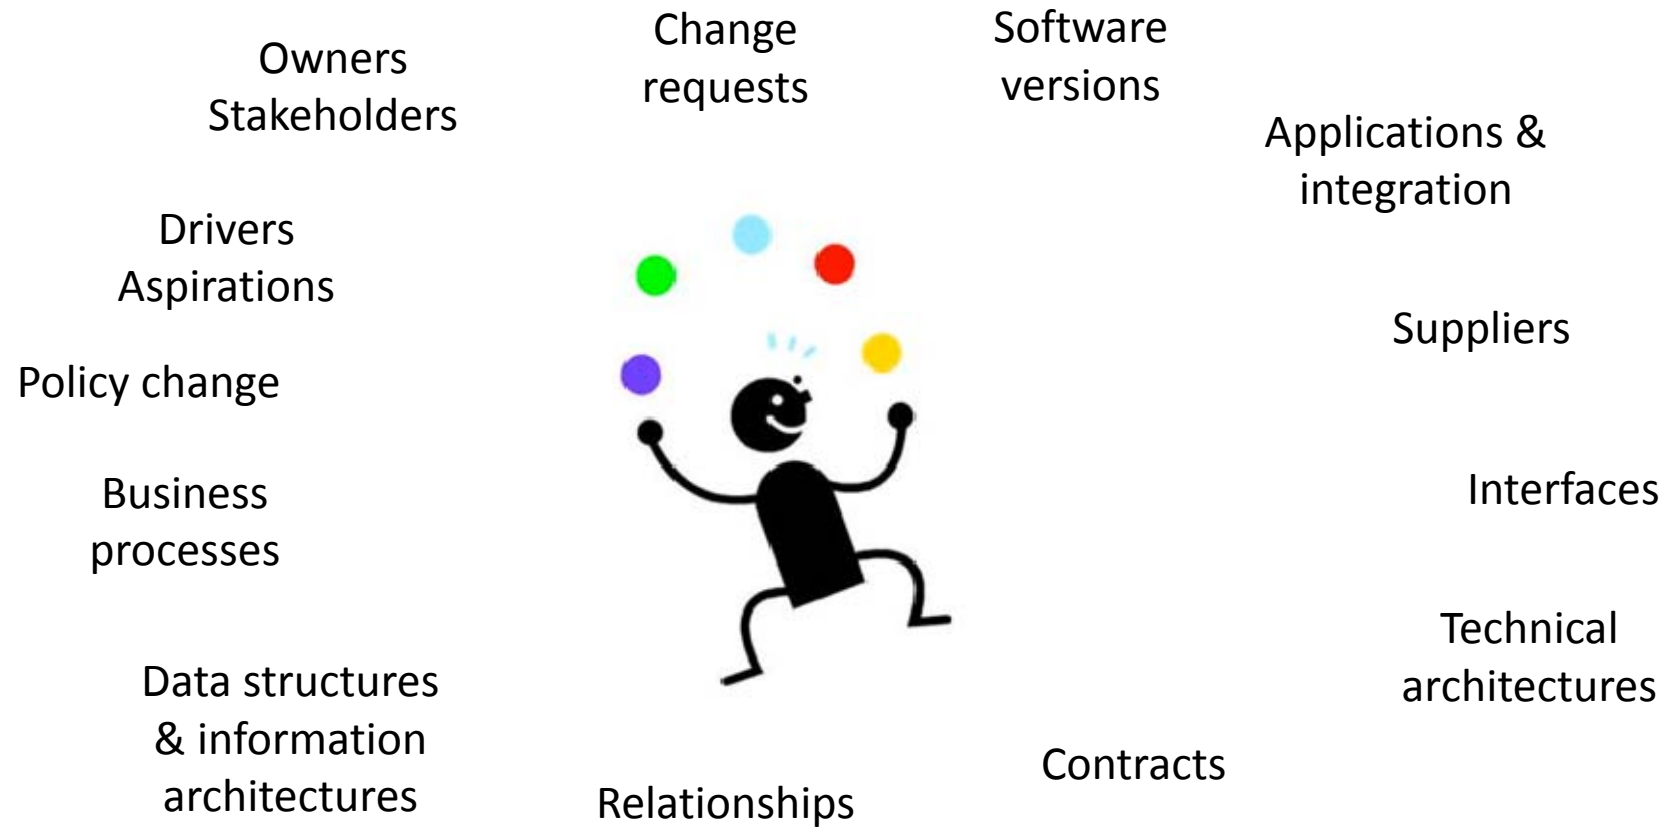 Owners
Stakeholders
Change
requests
Software
versions
Applications &
integration
Drivers
Aspirations
Suppliers
Policy change
Business
processes
Interfaces
Technical
architectures
Data structures
& information
architectures
Contracts
Relationships